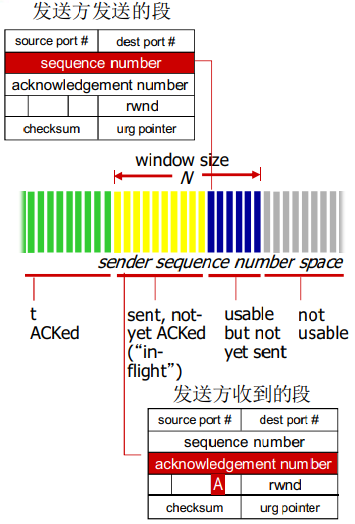 发送方发送的段
source port # dest port #
sequence number
acknowledgement number
rwnd
checksum urg pointer
window size
N
sender sequence number space
t
ACKed
sent, not-
yet ACKed
(“in-
flight”)
usable
but not
yet sent
not
usable
发送方收到的段
source port # dest port #
sequence number
acknowledgement number
A rwnd
checksum urg pointer